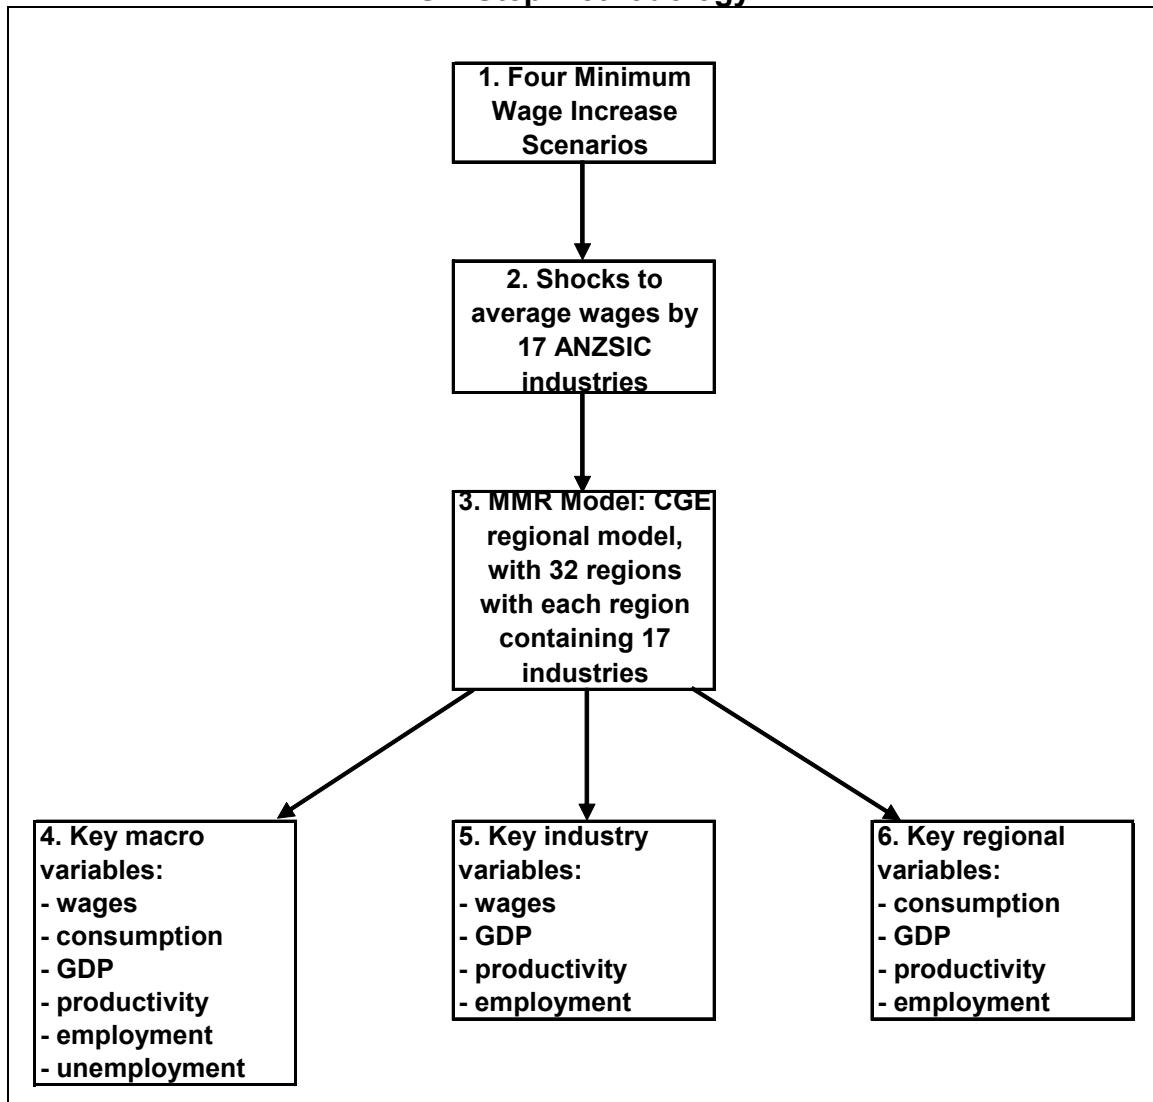 1. Four Minimum
Wage Increase
Scenarios
2. Shocks to
average wages by
17 ANZSIC
industries
3. MMR Model: CGE
regional model,
with 32 regions
with each region
containing 17
industries
4. Key macro
variables:
- wages
- consumption
- GDP
- productivity
- employment
- unemployment
5. Key industry
variables:
- wages
- GDP
- productivity
- employment
6. Key regional
variables:
- consumption
- GDP
- productivity
- employment